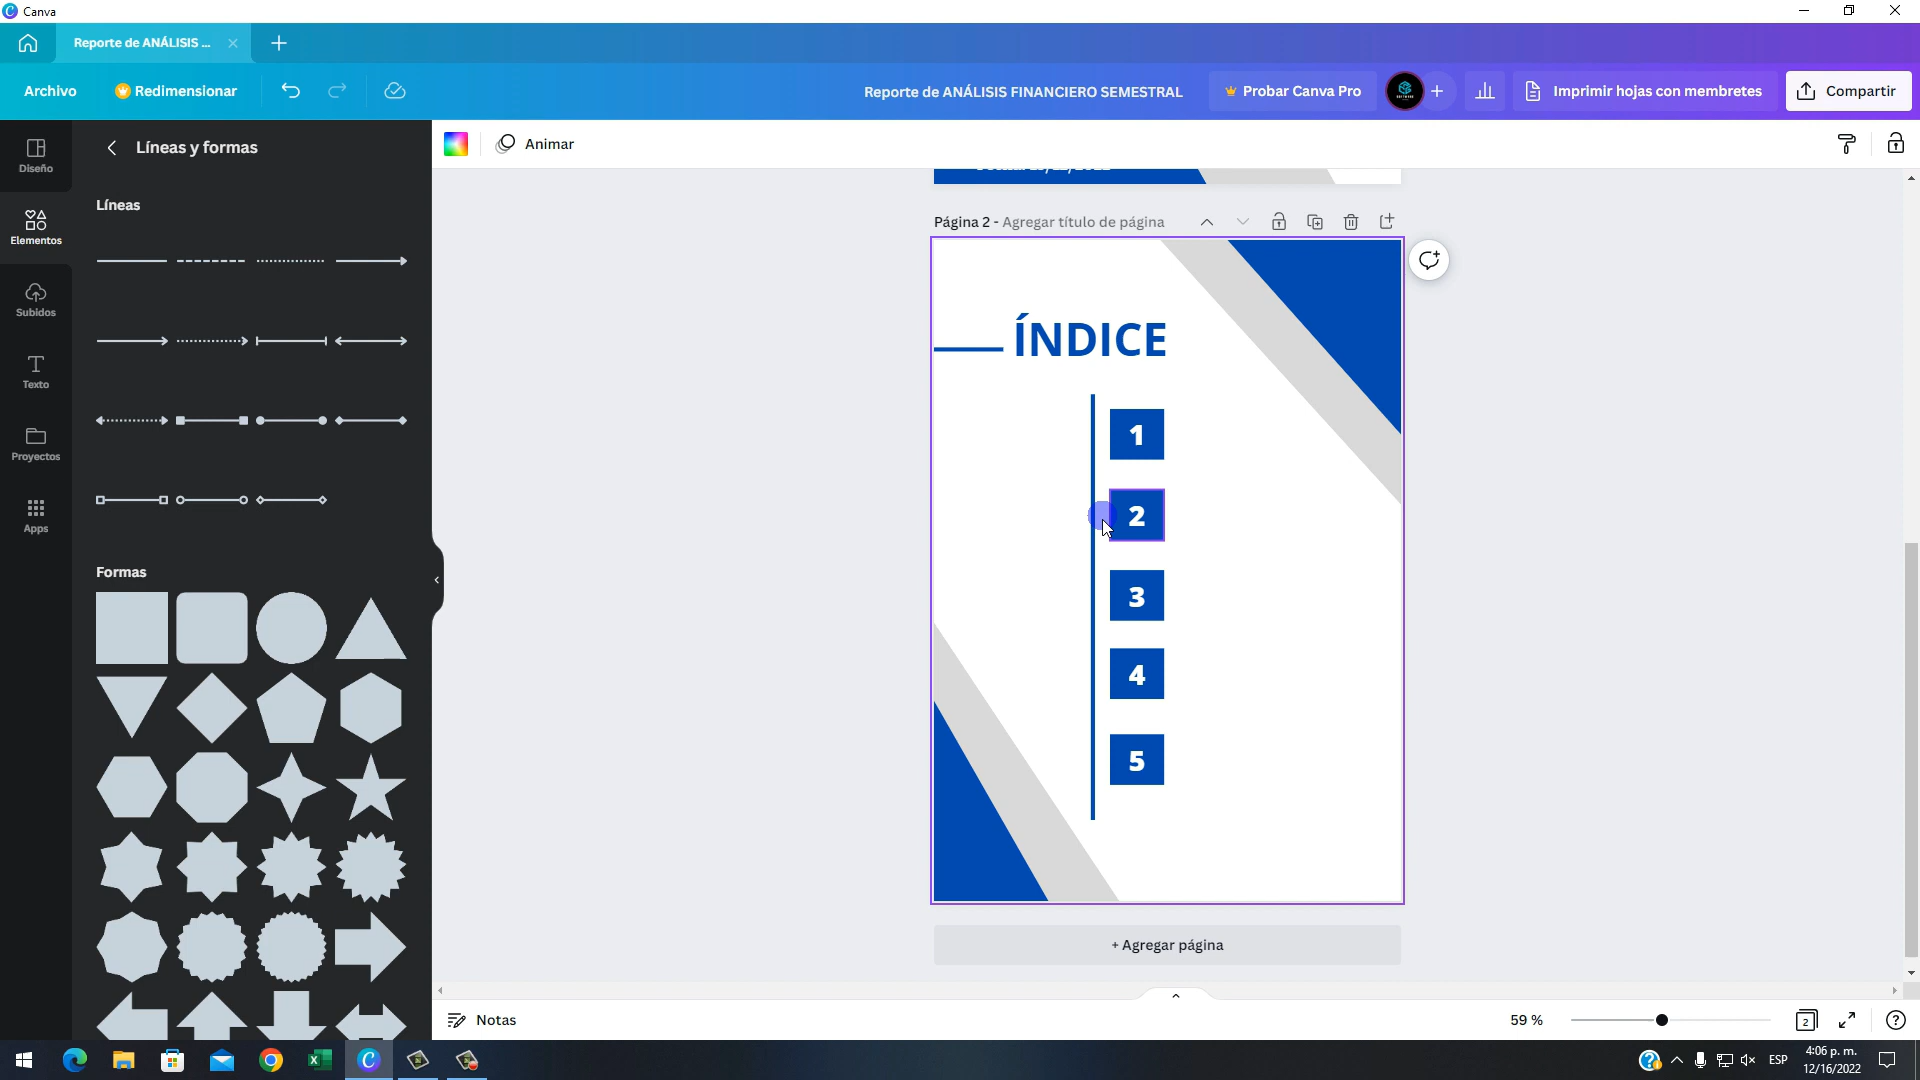 Canva
Reporte de ANÁLISIS ...
Archivo
Redimensionar
Reporte de ANÁLISIS FINANCIERO SEMESTRAL
Probar Canva Pro
Imprimir hojas con membretes
Compartir
Diseño
Elementos
Subidos
Texto
Proyectos
Apps
Líneas y formas
Líneas
Formas
Animar
Página 2 - Agregar título de página
ÍNDICE
1
2
3
4
5
+ Agregar página
Notas
59 %
2
ESP
4:06 p. m.
12/16/2022